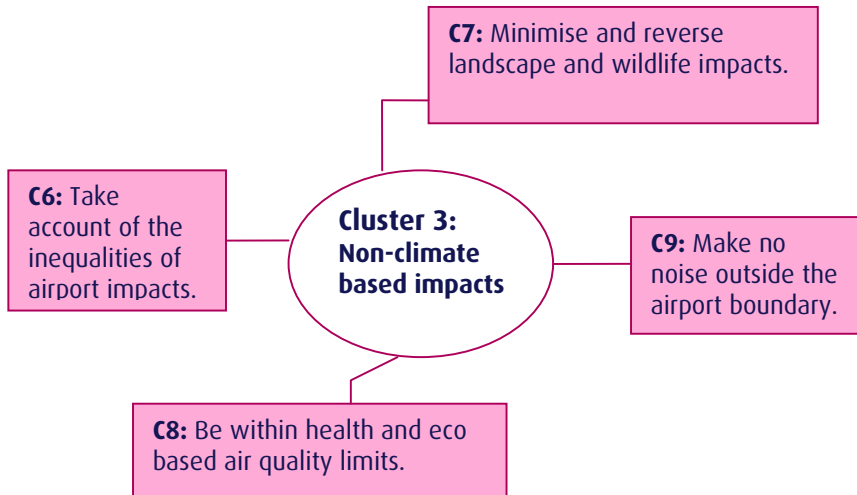 C7: Minimise and reverse
landscape and wildlife impacts.
C6: Take
account of the
inequalities of
airport impacts.
Cluster 3:
Non-climate
based impacts
C9: Make no
noise outside the
airport boundary.
C8: Be within health and eco
based air quality limits.